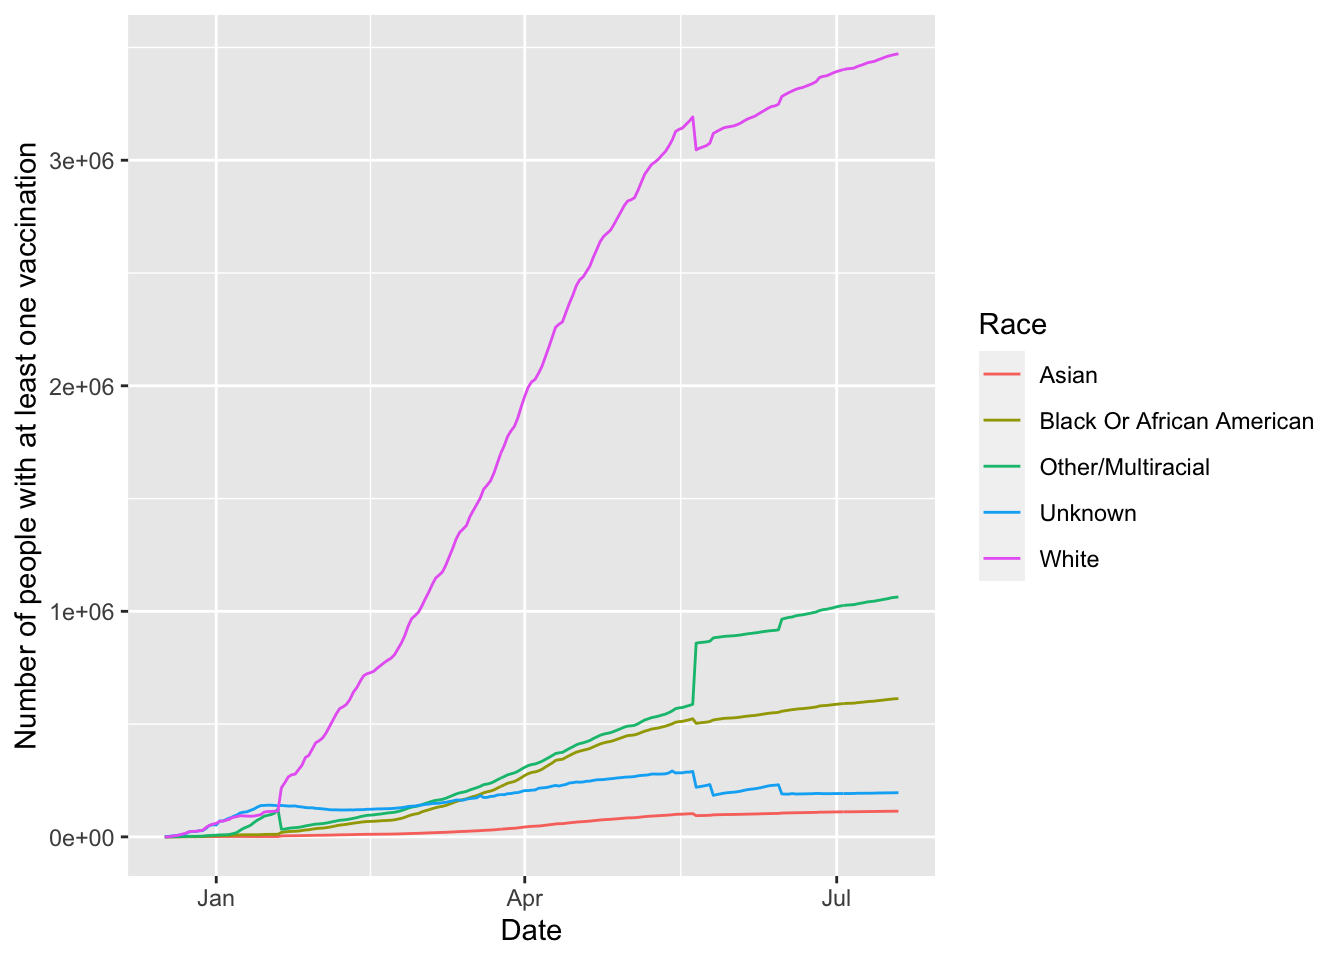 Number of people with at least one vaccination
3e+06
2e+06
1e+06
0e+00
Jan
Apr
Jul
Date
Race
Asian
Black Or African American
Other/Multiracial
Unknown
White